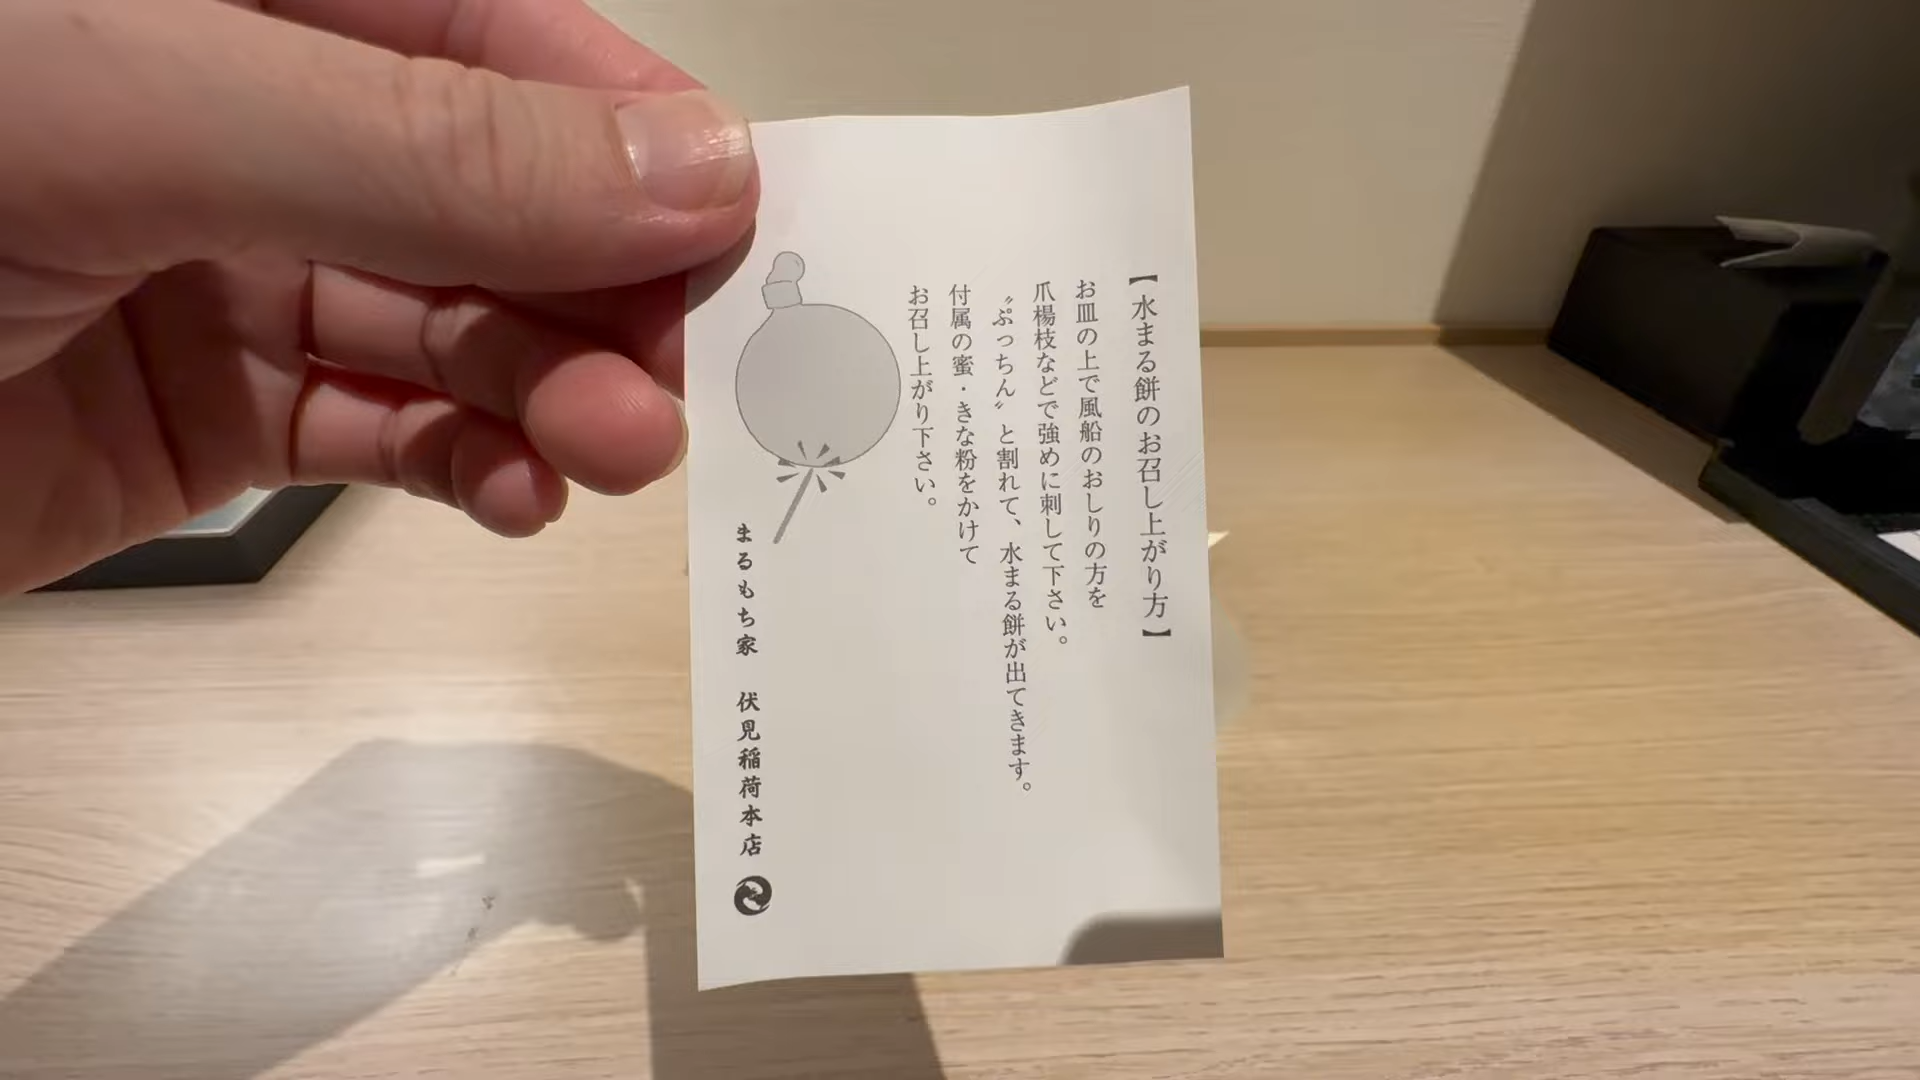 【水まる餅のお召し上がり方】
お皿の上で風船のおしりの方を
爪楊枝などで強めに刺して下さい。
〝ぷっちん〟と割れて、水まる餅が出てきます。
付属の蜜・きな粉をかけて
お召し上がり下さい。
まるもち家 伏見稲荷本店